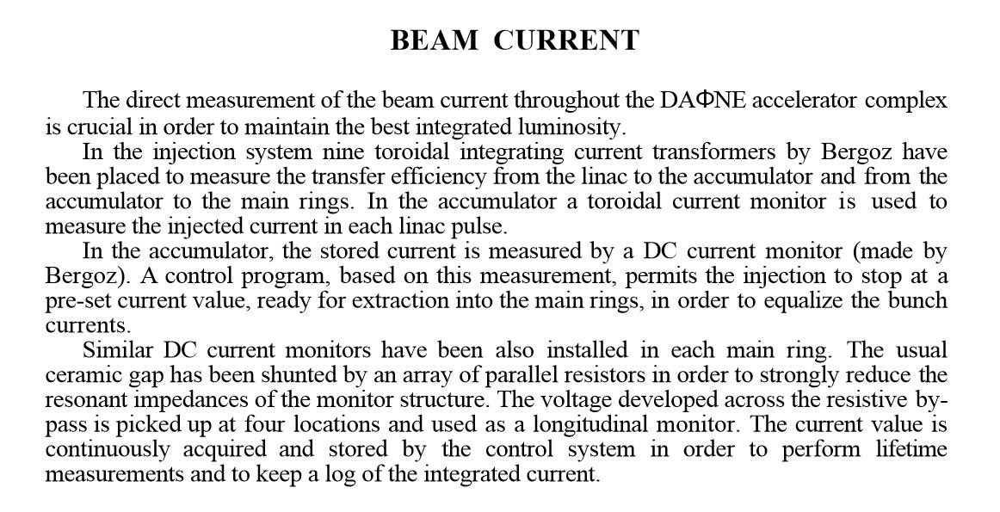 BEAM CURRENT
The direct measurement of the beam current throughout the DAΦNE accelerator complex
is crucial in order to maintain the best integrated luminosity.
In the injection system nine toroidal integrating current transformers by Bergoz have
been placed to measure the transfer efficiency from the linac to the accumulator and from the
accumulator to the main rings. In the accumulator a toroidal current monitor is used to
measure the injected current in each linac pulse.
In the accumulator, the stored current is measured by a DC current monitor (made by
Bergoz). A control program, based on this measurement, permits the injection to stop at a
pre-set current value, ready for extraction into the main rings, in order to equalize the bunch
currents.
Similar DC current monitors have been also installed in each main ring. The usual
ceramic gap has been shunted by an array of parallel resistors in order to strongly reduce the
resonant impedances of the monitor structure. The voltage developed across the resistive by-
pass is picked up at four locations and used as a longitudinal monitor. The current value is
continuously acquired and stored by the control system in order to perform lifetime
measurements and to keep a log of the integrated current.